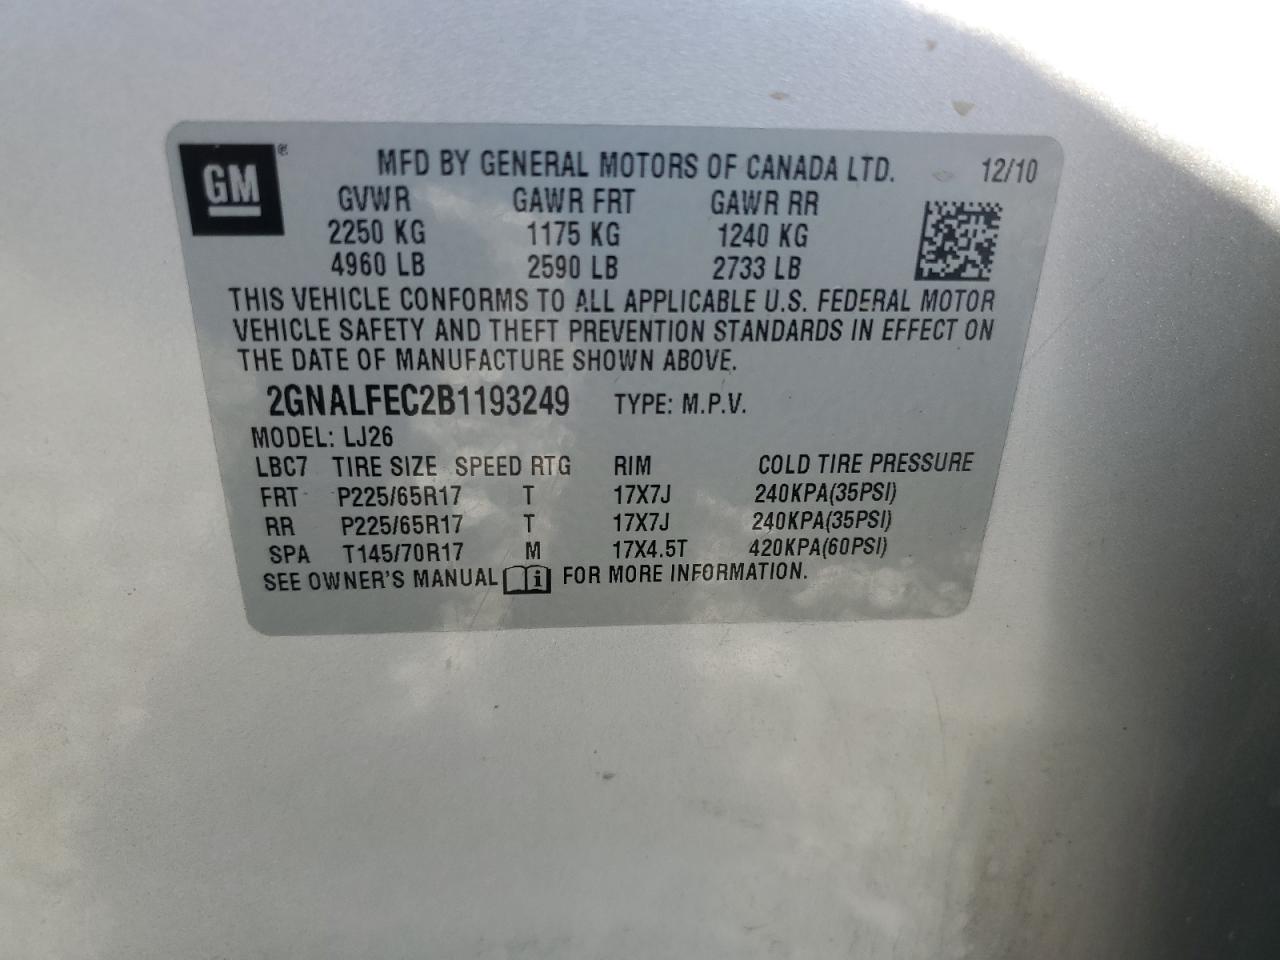 GM® MFD BY GENERAL MOTORS OF CANADA LTD. 12/10
GVWR GAWR FRT GAWR RR
2250 KG 1175 KG 1240 KG
4960 LB 2590 LB 2733 LB
THIS VEHICLE CONFORMS TO ALL APPLICABLE U.S. FEDERAL MOTOR
VEHICLE SAFETY AND THEFT PREVENTION STANDARDS IN EFFECT ON
THE DATE OF MANUFACTURE SHOWN ABOVE.
2GNALFEC2B1193249 TYPE: M.P.V.
MODEL: LJ26
LBC7 TIRE SIZE SPEED RTG RIM COLD TIRE PRESSURE
FRT P225/65R17 T 17X7J 240KPA(35PSI)
RR P225/65R17 T 17X7J 240KPA(35PSI)
SPA T145/70R17 M 17X4.5T 420KPA(60PSI)
SEE OWNER'S MANUAL i FOR MORE INFORMATION.